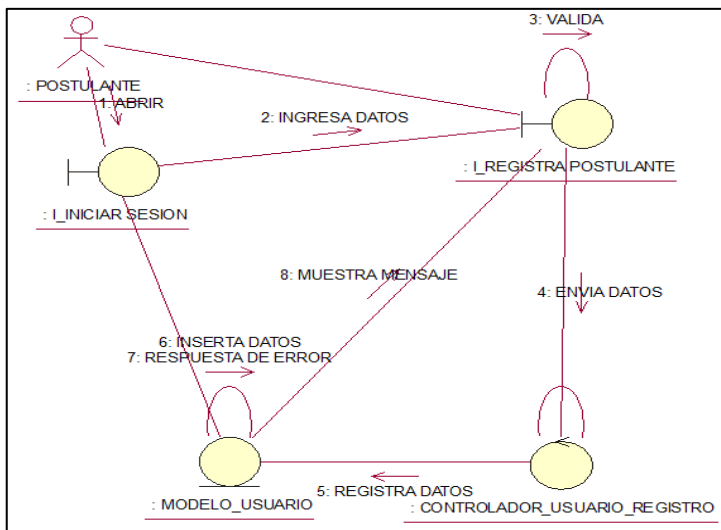 3: VALIDA
: POSTULANTE
1: ABRIR
2: INGRESA DATOS
: I_REGISTRA POSTULANTE
: I_INICIAR SESION
8: MUESTRA MENSAJE
4: ENVIA DATOS
6: INSERTA DATOS
7: RESPUESTA DE ERROR
5: REGISTRA DATOS
: MODELO_USUARIO
: CONTROLADOR_USUARIO_REGISTRO